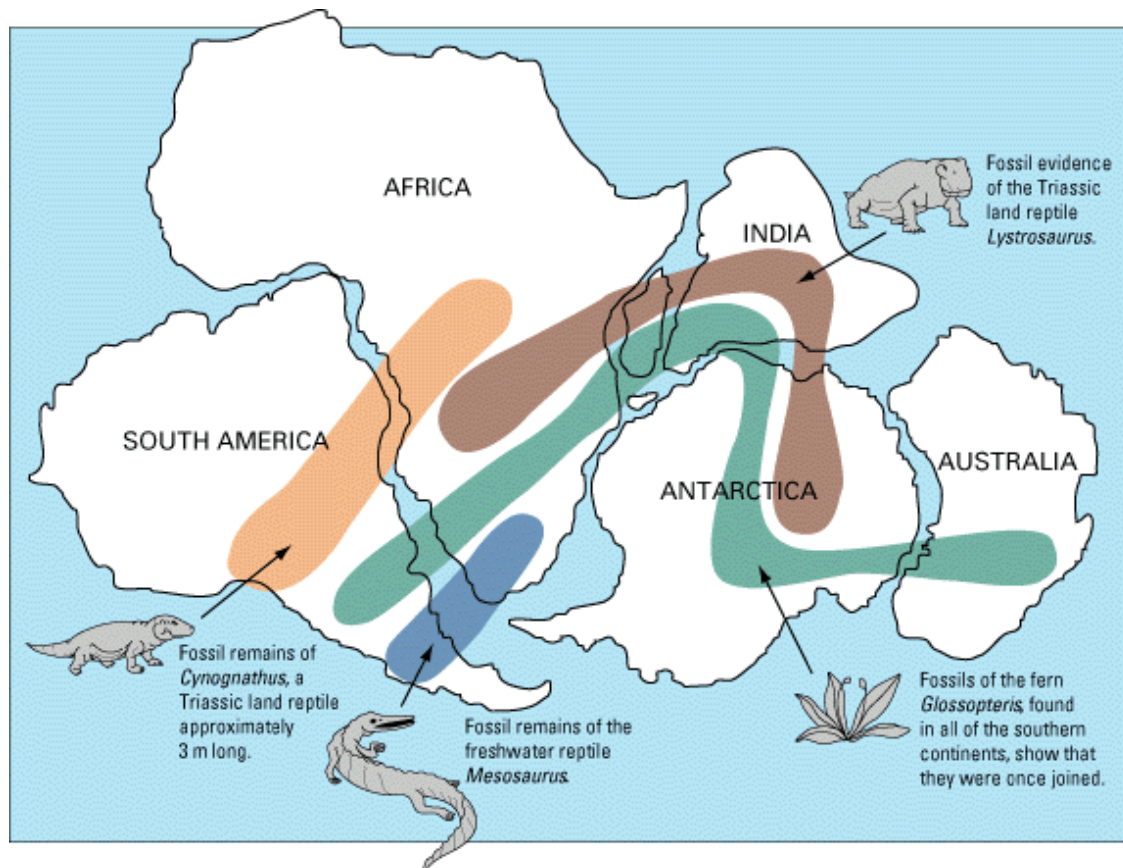 AFRICA
INDIA
Fossil evidence
of the Triassic
land reptile
Lystrosaurus.
SOUTH AMERICA
ANTARCTICA
AUSTRALIA
Fossil remains of
Cynognathus, a
Triassic land reptile
approximately
3 m long.
Fossil remains of the
freshwater reptile
Mesosaurus.
Fossils of the fern
Glossopteris, found
in all of the southern
continents, show that
they were once joined.